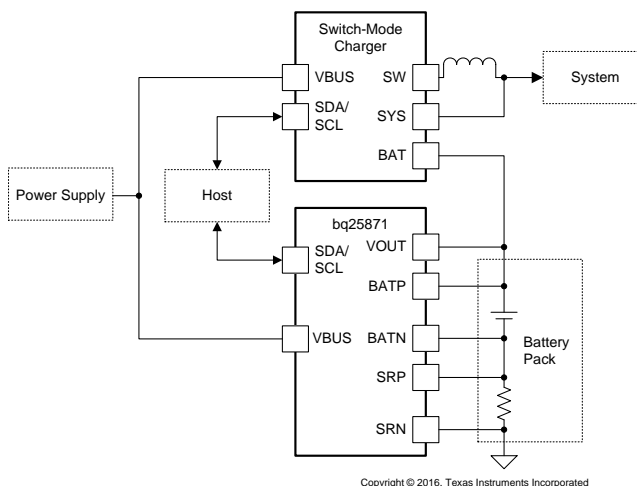 Switch-Mode
Charger
VBUS
SW
System
SDA/
SCL
SYS
BAT
Power Supply
Host
bq25871
SDA/
SCL
VOUT
BATP
VBUS
BATN
Battery
Pack
SRP
SRN
Copyright © 2016, Texas Instruments Incorporated